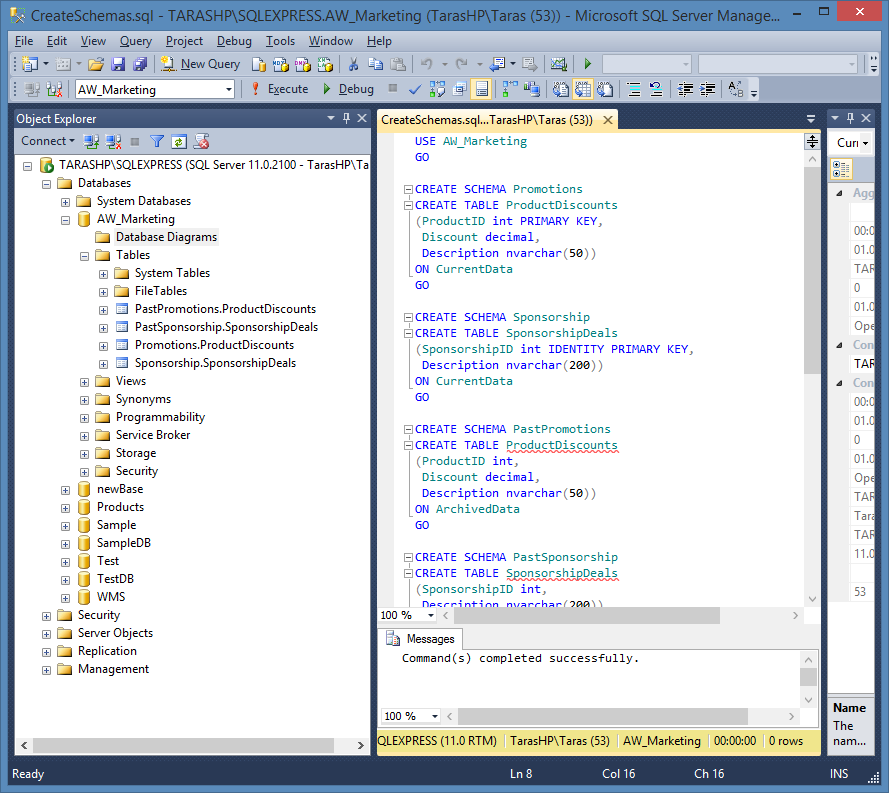 CreateSchemas.sql - TARASHP\SQLEXPRESS.AW_Marketing (TarasHP\Taras (53)) - Microsoft SQL Server Manage...
File Edit View Query Project Debug Tools Window Help
New Query
AW_Marketing Execute Debug
Object Explorer
Connect
TARASHP\SQLEXPRESS (SQL Server 11.0.2100 - TarasHP\Ta
Databases
System Databases
AW_Marketing
Database Diagrams
Tables
System Tables
FileTables
PastPromotions.ProductDiscounts
PastSponsorship.SponsorshipDeals
Promotions.ProductDiscounts
Sponsorship.SponsorshipDeals
Views
Synonyms
Programmability
Service Broker
Storage
Security
newBase
Products
Sample
SampleDB
Test
TestDB
WMS
Security
Server Objects
Replication
Management
CreateSchemas.sql...TarasHP\Taras (53))
USE AW_Marketing
GO
CREATE SCHEMA Promotions
CREATE TABLE ProductDiscounts
(ProductID int PRIMARY KEY,
Discount decimal,
Description nvarchar(50))
ON CurrentData
GO
CREATE SCHEMA Sponsorship
CREATE TABLE SponsorshipDeals
(SponsorshipID int IDENTITY PRIMARY KEY,
Description nvarchar(200))
ON CurrentData
GO
CREATE SCHEMA PastPromotions
CREATE TABLE ProductDiscounts
(ProductID int,
Discount decimal,
Description nvarchar(50))
ON ArchivedData
GO
CREATE SCHEMA PastSponsorship
CREATE TABLE SponsorshipDeals
(SponsorshipID int,
Description nvarchar(200))
100 %
Messages
Command(s) completed successfully.
100 %
QLEXPRESS (11.0 RTM) TarasHP\Taras (53) AW_Marketing 00:00:00 0 rows
Curr
Agg
00:0
01.0
TAR
0
01.0
Ope
Con
TAR
Con
00:0
01.0
0
01.0
Ope
TAR
Tara
TAR
11.0
53
Name
The
nam...
Ready Ln 8 Col 16 Ch 16 INS